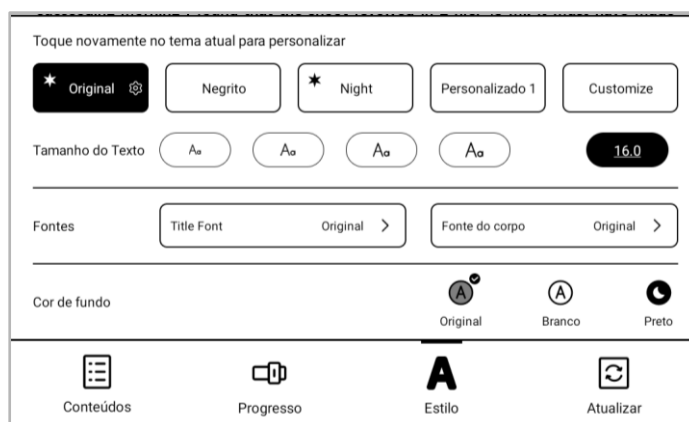 Toque novamente no tema atual para personalizar
Original Negrito Night Personalizado 1 Customize
Tamanho do Texto Aa Aa Aa Aa 16.0
Fontes Title Font Original Fonte do corpo Original
Cor de fundo A A
Original Branco Preto
A
Conteúdos Progresso Estilo Atualizar